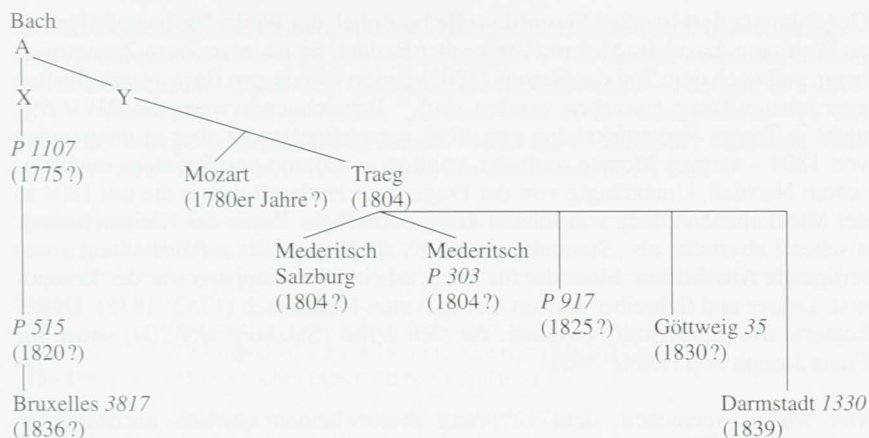 Bach
A
X Y
P 1107 Mozart Traeg
(1775?) (1780er Jahre?) (1804)
Mederitsch Mederitsch
Salzburg P 303
(1804?) (1804?) P 917
P 515 (1825?) Göttweig 35
(1820?) (1830?)
Bruxelles 3817 Darmstadt 1330
(1836?) (1839)